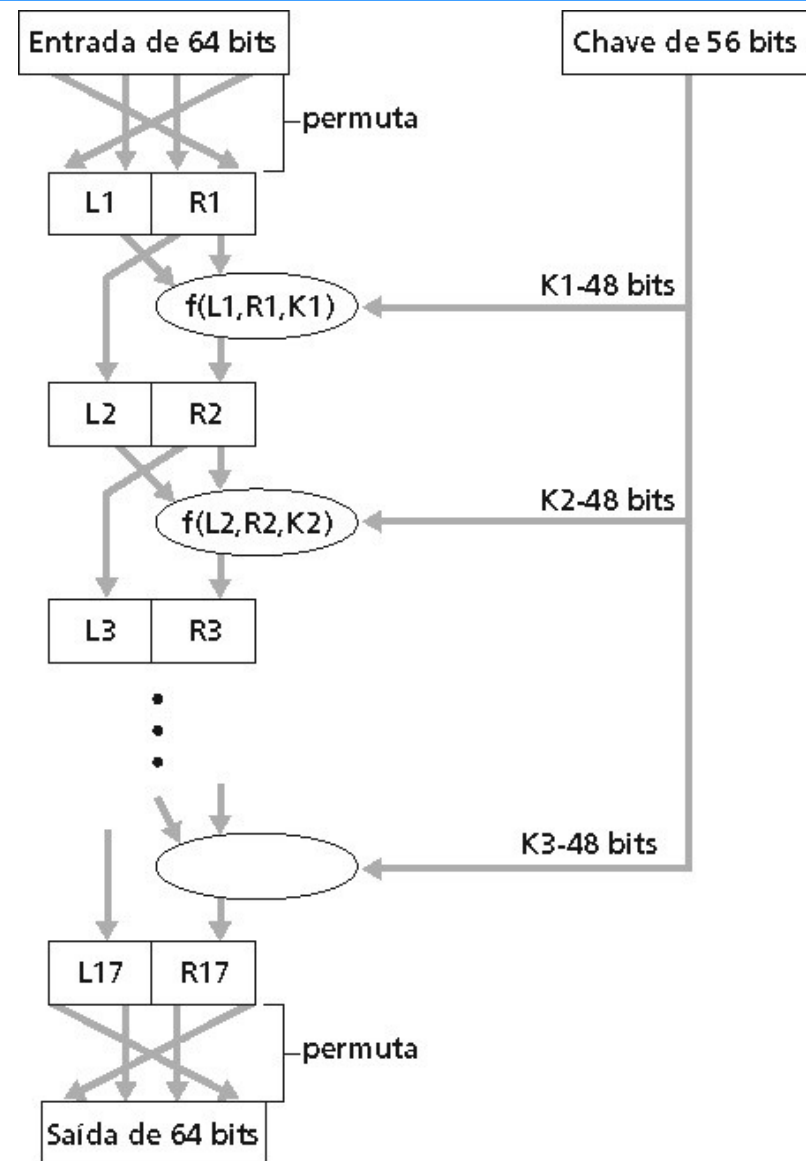 Entrada de 64 bits
Chave de 56 bits
permuta
L1 R1
K1-48 bits
f(L1,R1,K1)
L2 R2
K2-48 bits
f(L2,R2,K2)
L3 R3
K3-48 bits
L17 R17
permuta
Saída de 64 bits